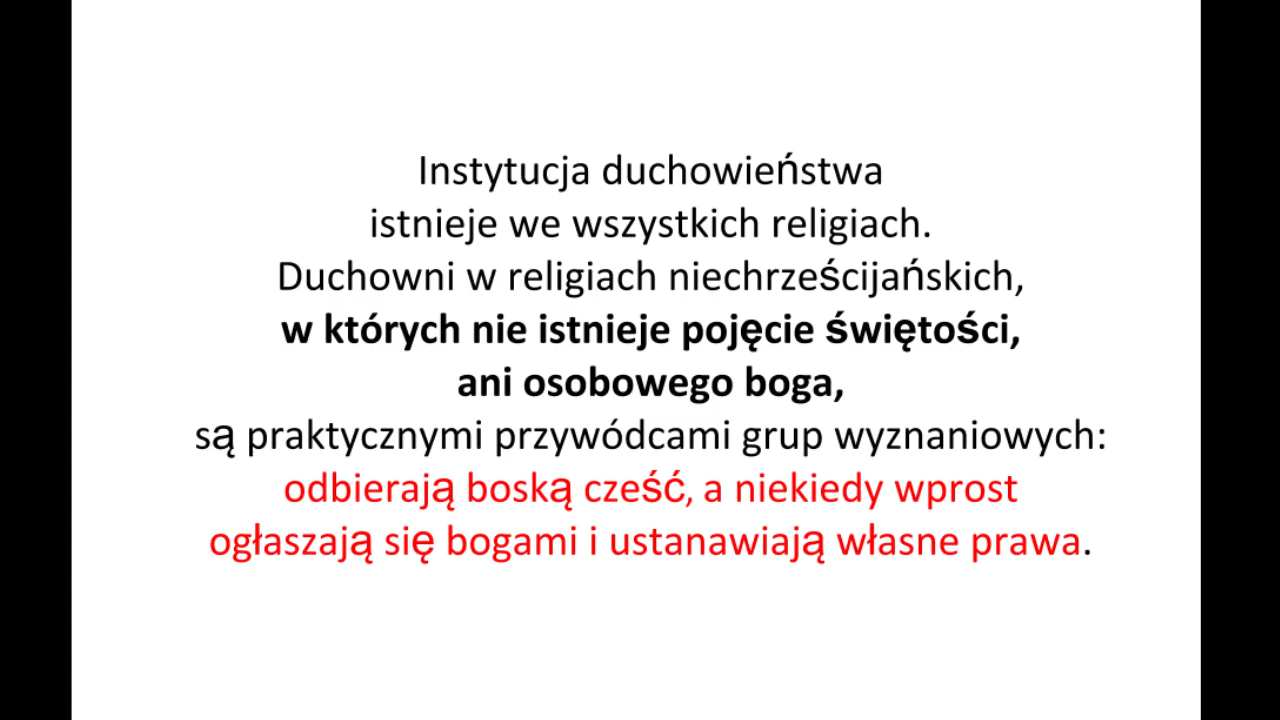 Instytucja duchowieństwa
istnieje we wszystkich religiach.
Duchowni w religiach niechrześcijańskich,
w których nie istnieje pojęcie świętości,
ani osobowego boga,
są praktycznymi przywódcami grup wyznaniowych:
odbierają boską cześć, a niekiedy wprost
ogłaszają się bogami i ustanawiają własne prawa.